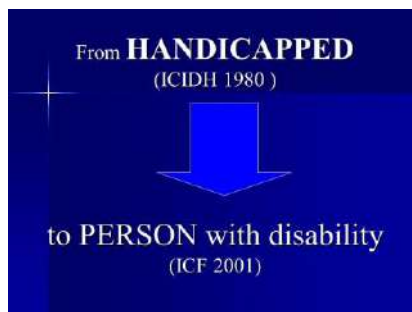 From HANDICAPPED
(ICIDH 1980 )
to PERSON with disability
(ICF 2001)